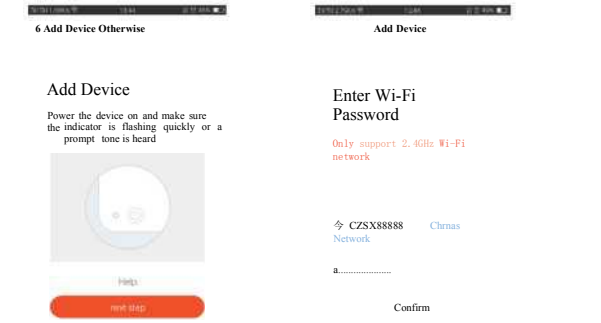 6 Add Device Otherwise
Add Device
Power the device on and make sure
the indicator is flashing quickly or a
prompt tone is heard
Help
next step
Add Device
Enter Wi-Fi
Password
Only support 2.4GHz Wi-Fi
network
今 CZSX88888 Chrnas
Network
a....................
Confirm